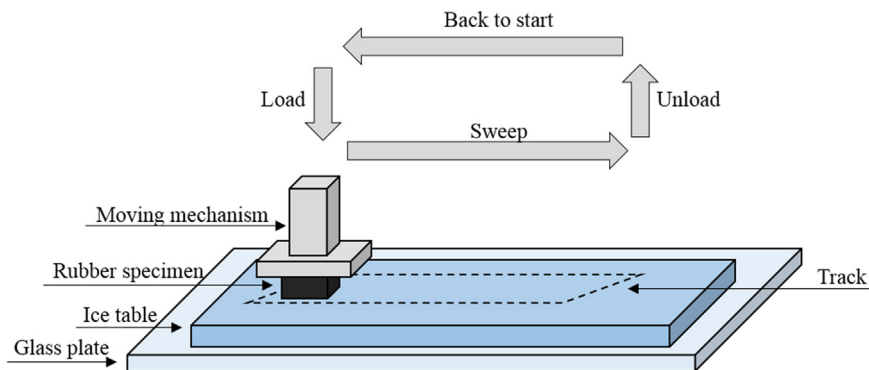 Back to start
Load
Unload
Sweep
Moving mechanism
Rubber specimen
Track
Ice table
Glass plate